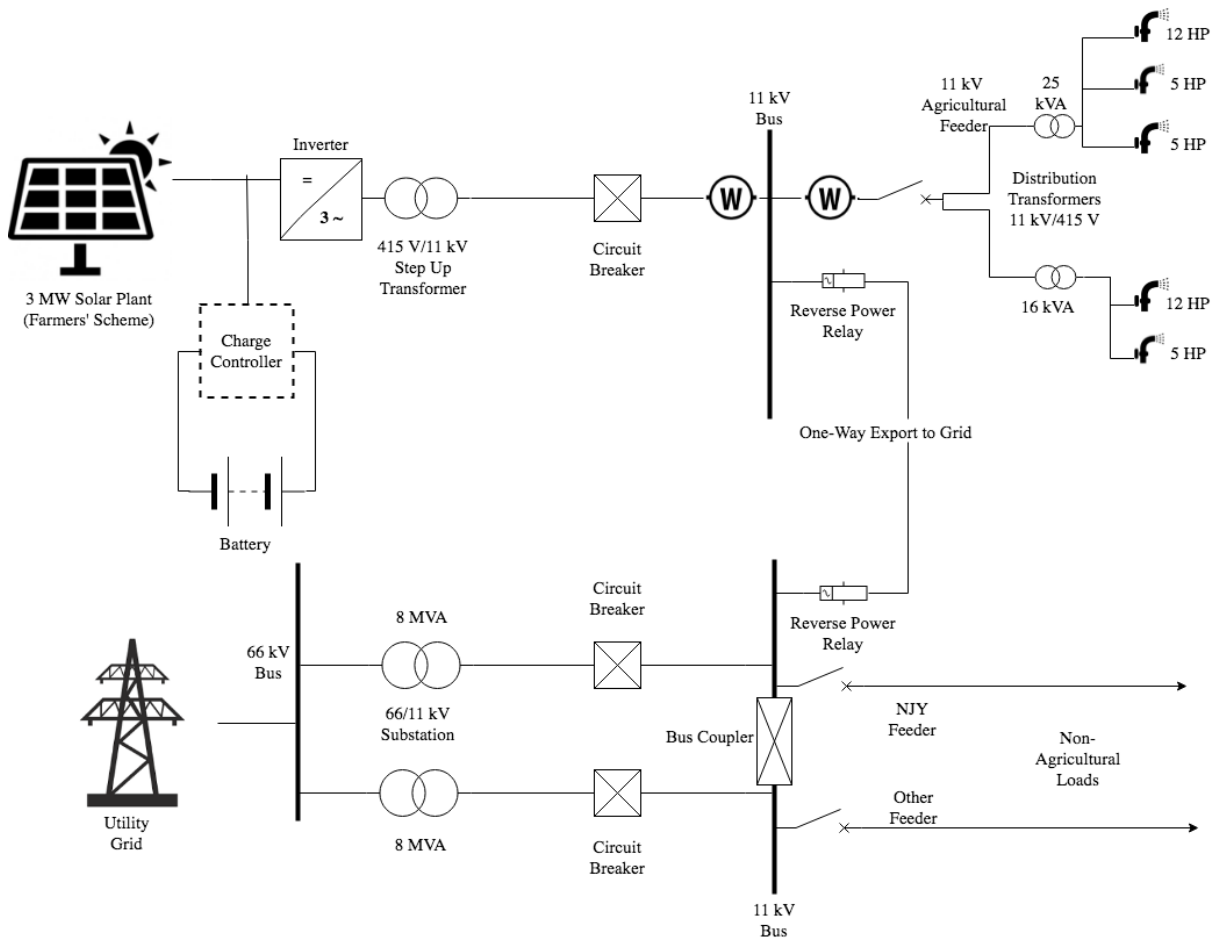 12 HP
11 kV
Agricultural
Feeder
25
kVA
5 HP
5 HP
11 kV
Bus
Inverter
=
3 ~
W
W
Distribution
Transformers
11 kV/415 V
415 V/11 kV
Step Up
Transformer
Circuit
Breaker
3 MW Solar Plant
(Farmers' Scheme)
16 kVA
12 HP
5 HP
Reverse Power
Relay
Charge
Controller
One-Way Export to Grid
Battery
Circuit
Breaker
8 MVA
Reverse Power
Relay
66 kV
Bus
66/11 kV
Substation
NJY
Feeder
Bus Coupler
Non-
Agricultural
Loads
Other
Feeder
Utility
Grid
8 MVA
Circuit
Breaker
11 kV
Bus